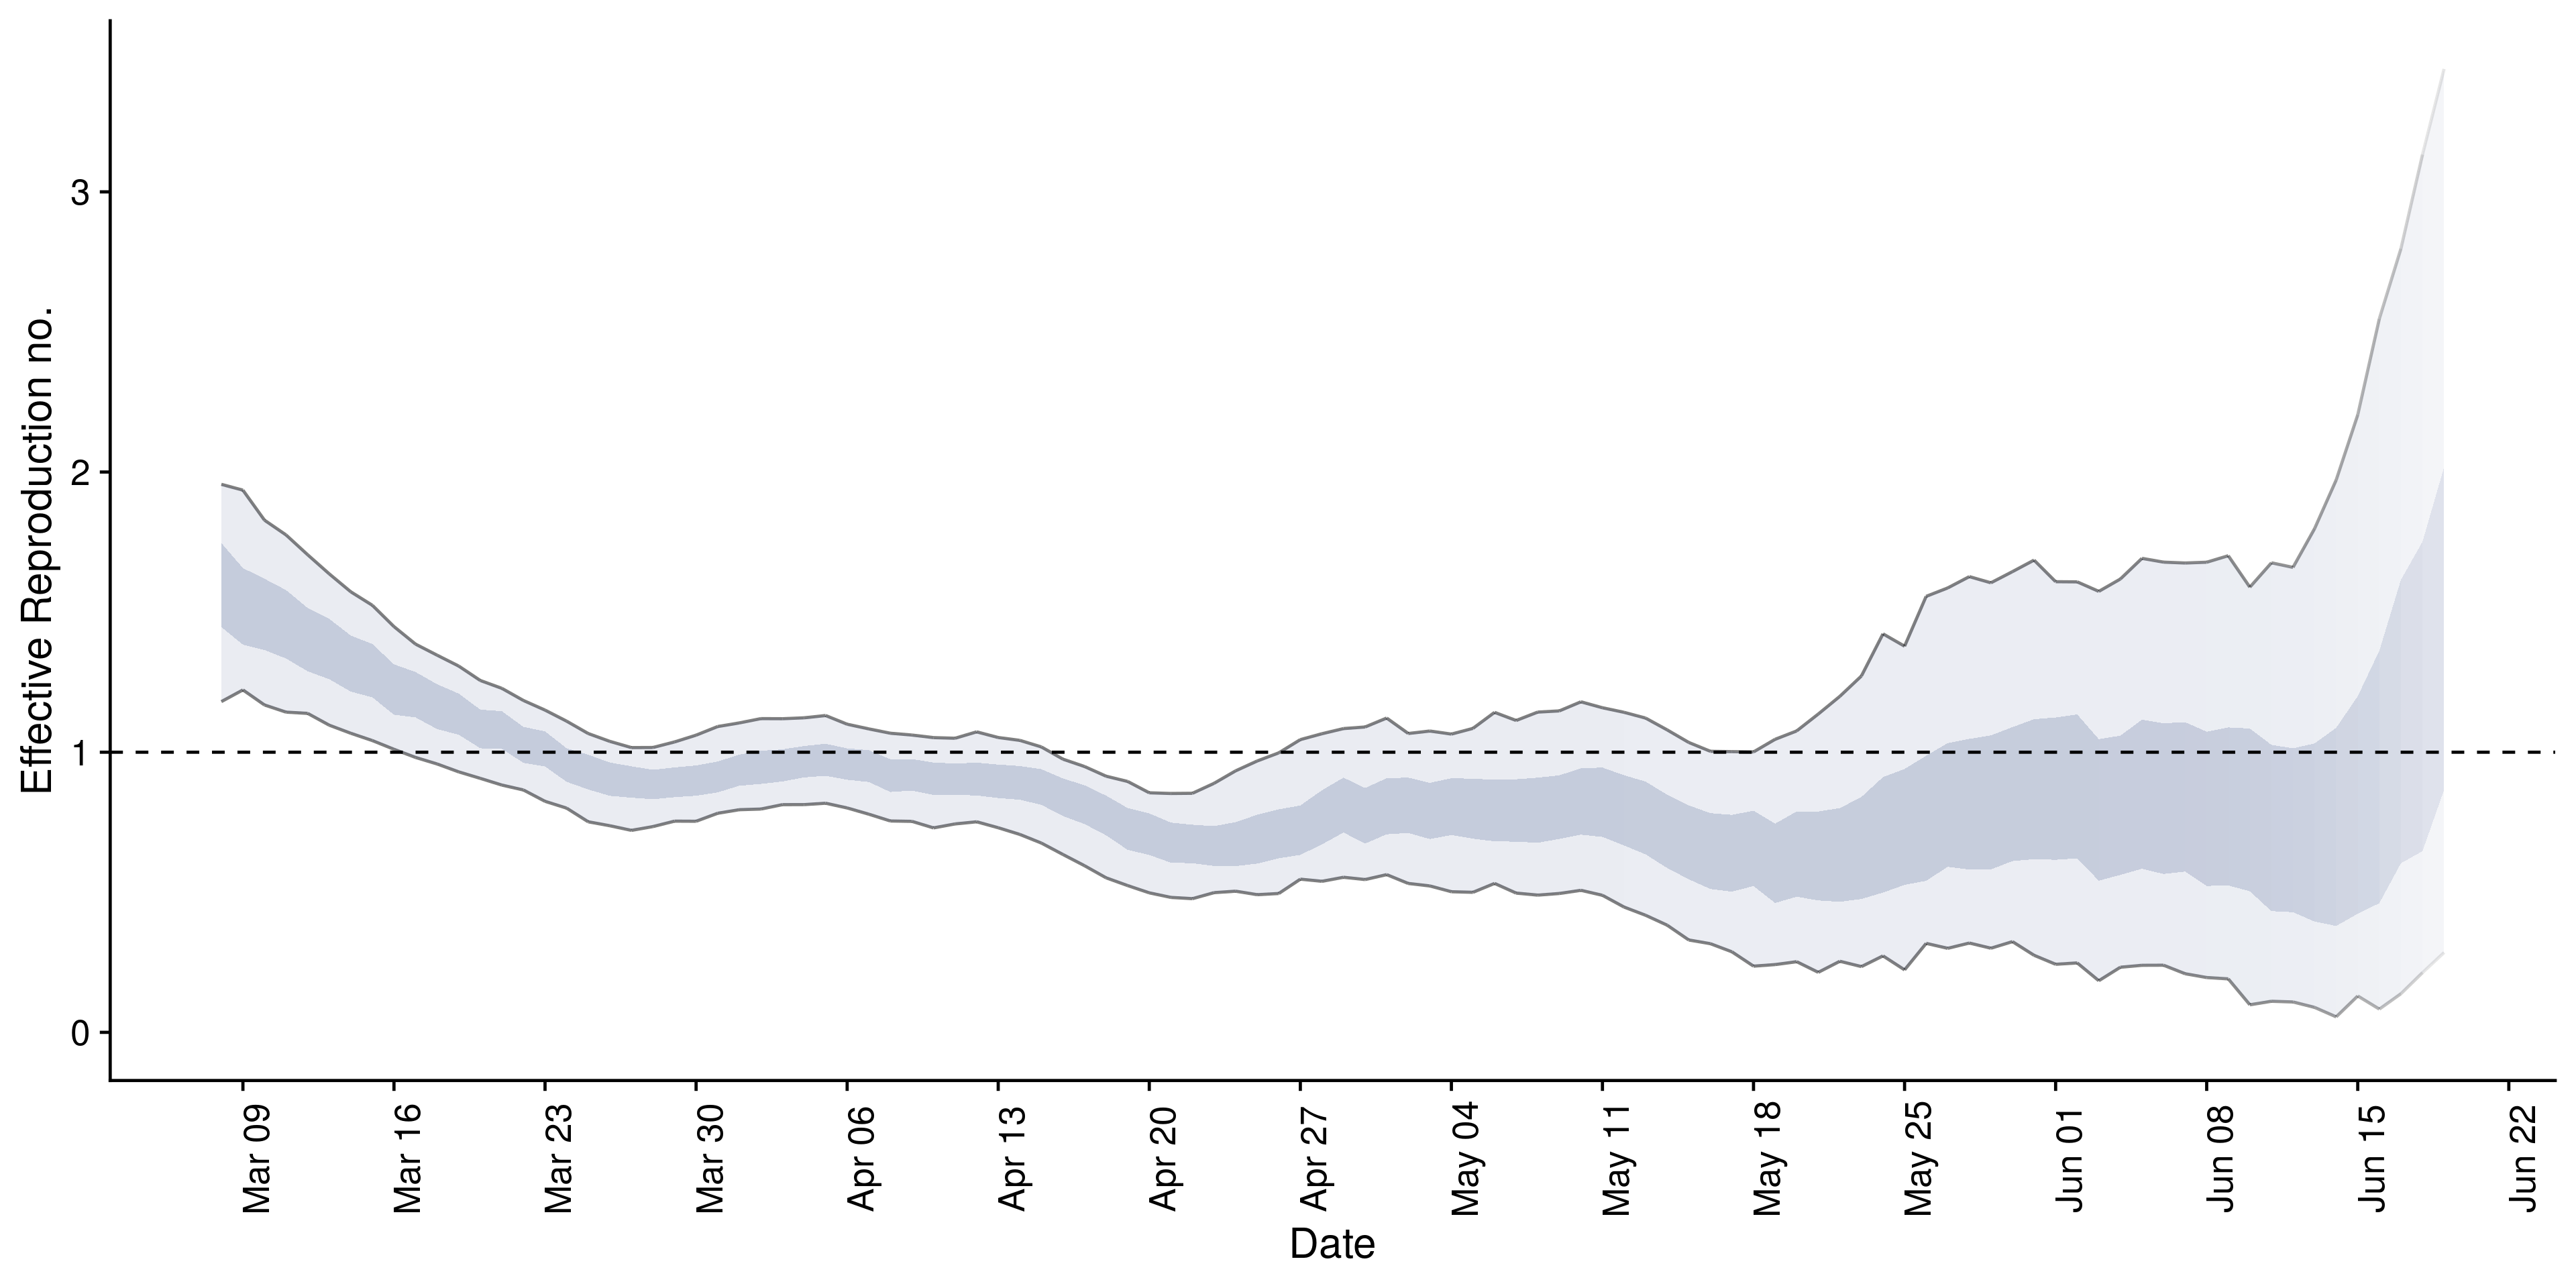 Effective Reproduction no.
3
2
1
0
Mar 09
Mar 16
Mar 23
Mar 30
Apr 06
Apr 13
Apr 20
Apr 27
May 04
May 11
May 18
May 25
Jun 01
Jun 08
Jun 15
Jun 22
Date